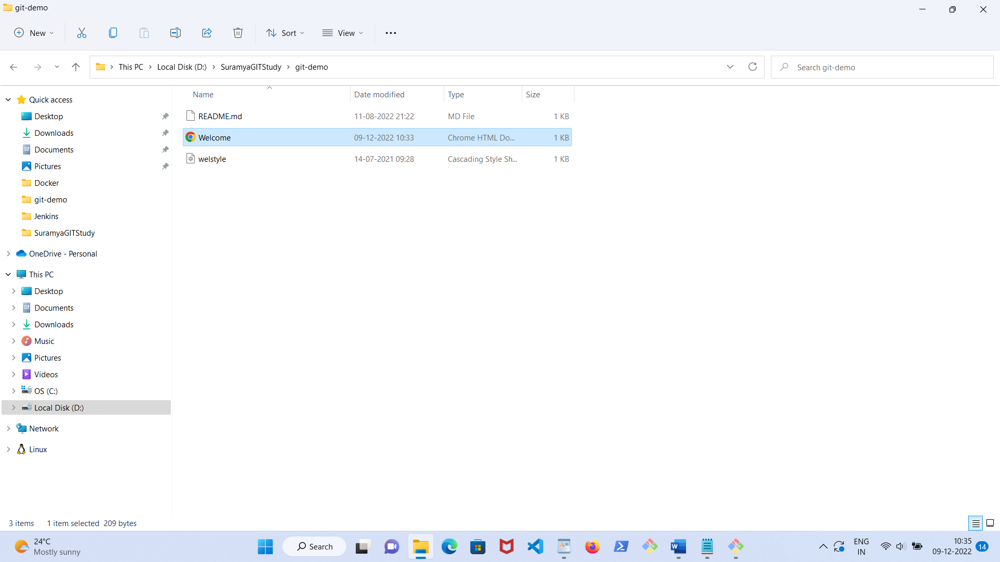 git-demo
New
Sort
View
This PC
Local Disk (D:)
SuramyaGITStudy
git-demo
Search git-demo
Name
Date modified
Type
Size
README.md
11-08-2022 21:22
MD File
1 KB
Welcome
09-12-2022 10:33
Chrome HTML Do...
1 KB
welstyle
14-07-2021 09:28
Cascading Style Sh...
1 KB
Quick access
Desktop
Downloads
Documents
Pictures
Docker
git-demo
Jenkins
SuramyaGITStudy
OneDrive - Personal
This PC
Desktop
Documents
Downloads
Music
Pictures
Videos
OS (C:)
Local Disk (D:)
Network
Linux
3 items
1 item selected 209 bytes
24°C
Mostly sunny
Search
W
ENG
IN
10:35
09-12-2022
14